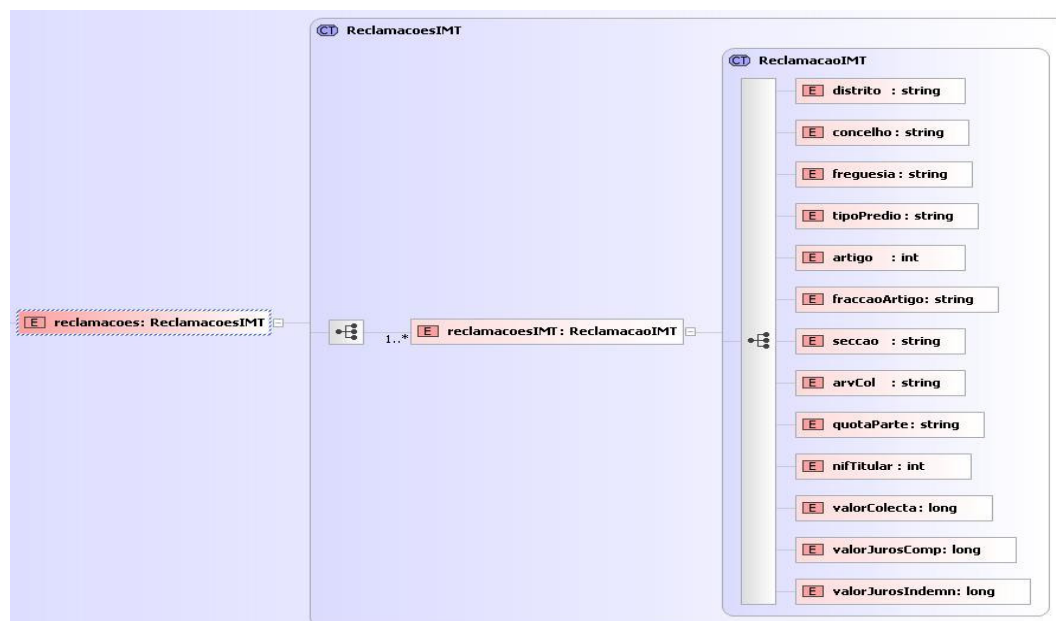 CT ReclamacoesIMT
CT ReclamacaoIMT
E distrito : string
E concelho : string
E freguesia : string
E tipoPredio : string
E artigo : int
E fraccaoArtigo: string
E reclamacoes: ReclamacoesIMT
1..* E reclamacoesIMT: ReclamacaoIMT
E seccao : string
E arvCol : string
E quotaParte: string
E nifTitular : int
E valorColecta: long
E valorJurosComp: long
E valorJurosIndemn: long